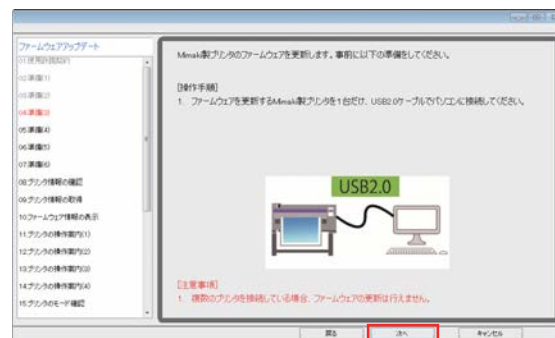 ファームウェアアップデート
01.使用許諾契約
02.準備(1)
03.準備(2)
04.準備(3)
05.準備(4)
06.準備(5)
07.準備(6)
08.プリンタ情報の確認
09.プリンタ情報の取得
10.ファームウェア情報の表示
11.プリンタの操作案内(1)
12.プリンタの操作案内(2)
13.プリンタの操作案内(3)
14.プリンタの操作案内(4)
15.プリンタのモード確認
Mimaki製プリンタのファームウェアを更新します。事前に以下の準備をしてください。
[操作手順]
1. ファームウェアを更新するMimaki製プリンタを1台だけ、USB2.0ケーブルでパソコンに接続してください。
USB2.0
[注意事項]
1. 複数のプリンタを接続している場合、ファームウェアの更新は行えません。
戻る
次へ
キャンセル